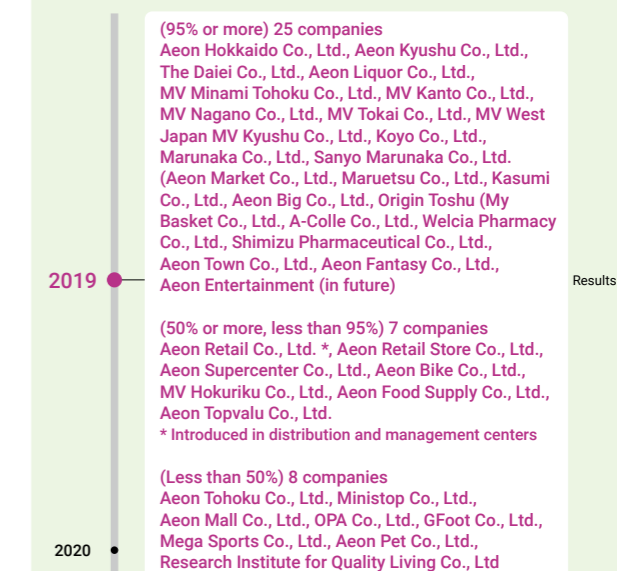 (95% or more) 25 companies
Aeon Hokkaido Co., Ltd., Aeon Kyushu Co., Ltd.,
The Daiei Co., Ltd., Aeon Liquor Co., Ltd.,
MV Minami Tohoku Co., Ltd., MV Kanto Co., Ltd.,
MV Nagano Co., Ltd., MV Tokai Co., Ltd., MV West
Japan MV Kyushu Co., Ltd., Koyo Co., Ltd.,
Marunaka Co., Ltd., Sanyo Marunaka Co., Ltd.
(Aeon Market Co., Ltd., Maruetsu Co., Ltd., Kasumi
Co., Ltd., Aeon Big Co., Ltd., Origin Toshu (My
Basket Co., Ltd., A-Colle Co., Ltd., Welcia Pharmacy
Co., Ltd., Shimizu Pharmaceutical Co., Ltd.,
Aeon Town Co., Ltd., Aeon Fantasy Co., Ltd.,
2019
Aeon Entertainment (in future)
Results
(50% or more, less than 95%) 7 companies
Aeon Retail Co., Ltd. *, Aeon Retail Store Co., Ltd.,
Aeon Supercenter Co., Ltd., Aeon Bike Co., Ltd.,
MV Hokuriku Co., Ltd., Aeon Food Supply Co., Ltd.,
Aeon Topvalu Co., Ltd.
* Introduced in distribution and management centers
(Less than 50%) 8 companies
Aeon Tohoku Co., Ltd., Ministop Co., Ltd.,
Aeon Mall Co., Ltd., OPA Co., Ltd., GFoot Co., Ltd.,
Mega Sports Co., Ltd., Aeon Pet Co., Ltd.,
2020
Research Institute for Quality Living Co., Ltd